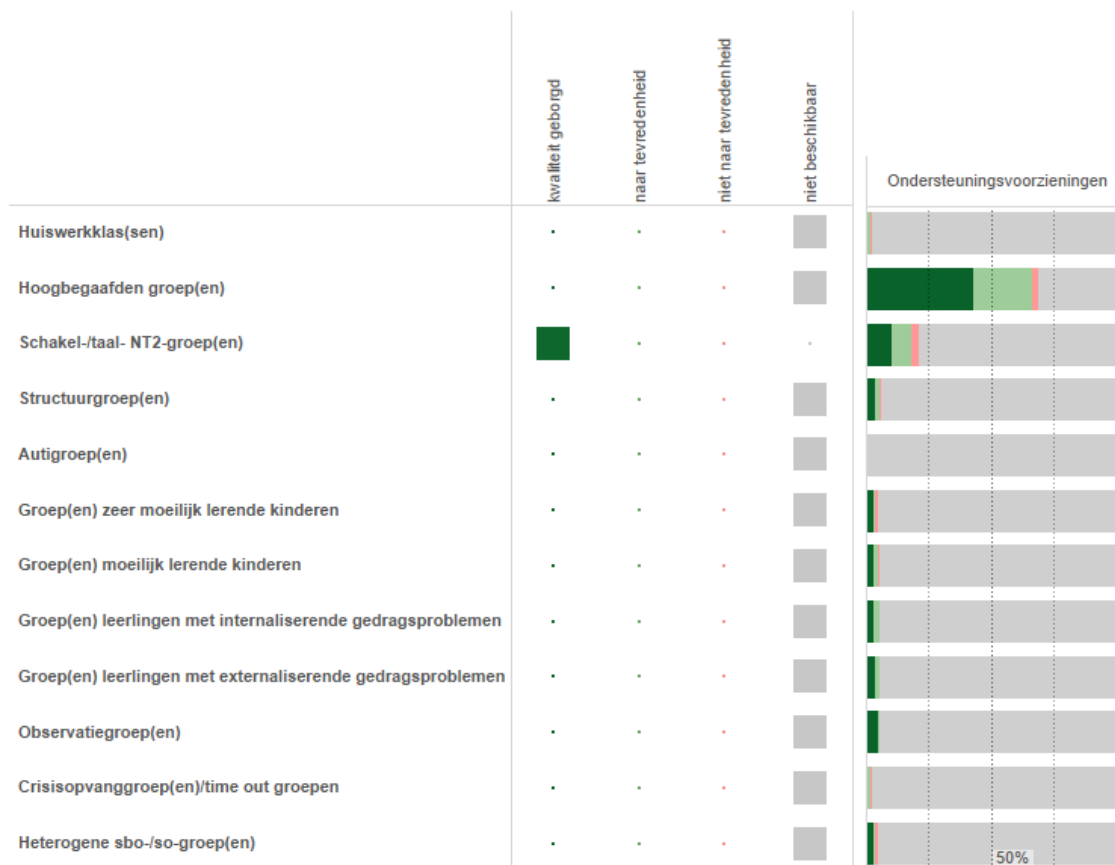 kwaliteit geborgd
naar tevredenheid
niet naar tevredenheid
niet beschikbaar
Ondersteuningsvoorzieningen
Huiswerkklas(sen)
Hoogbegaafden groep(en)
Schakel-/taal- NT2-groep(en)
Structuurgroep(en)
Autigroep(en)
Groep(en) zeer moeilijk lerende kinderen
Groep(en) moeilijk lerende kinderen
Groep(en) leerlingen met internaliserende gedragsproblemen
Groep(en) leerlingen met externaliserende gedragsproblemen
Observatiegroep(en)
Crisisopvanggroep(en)/time out groepen
Heterogene sbo-/so-groep(en)
50%